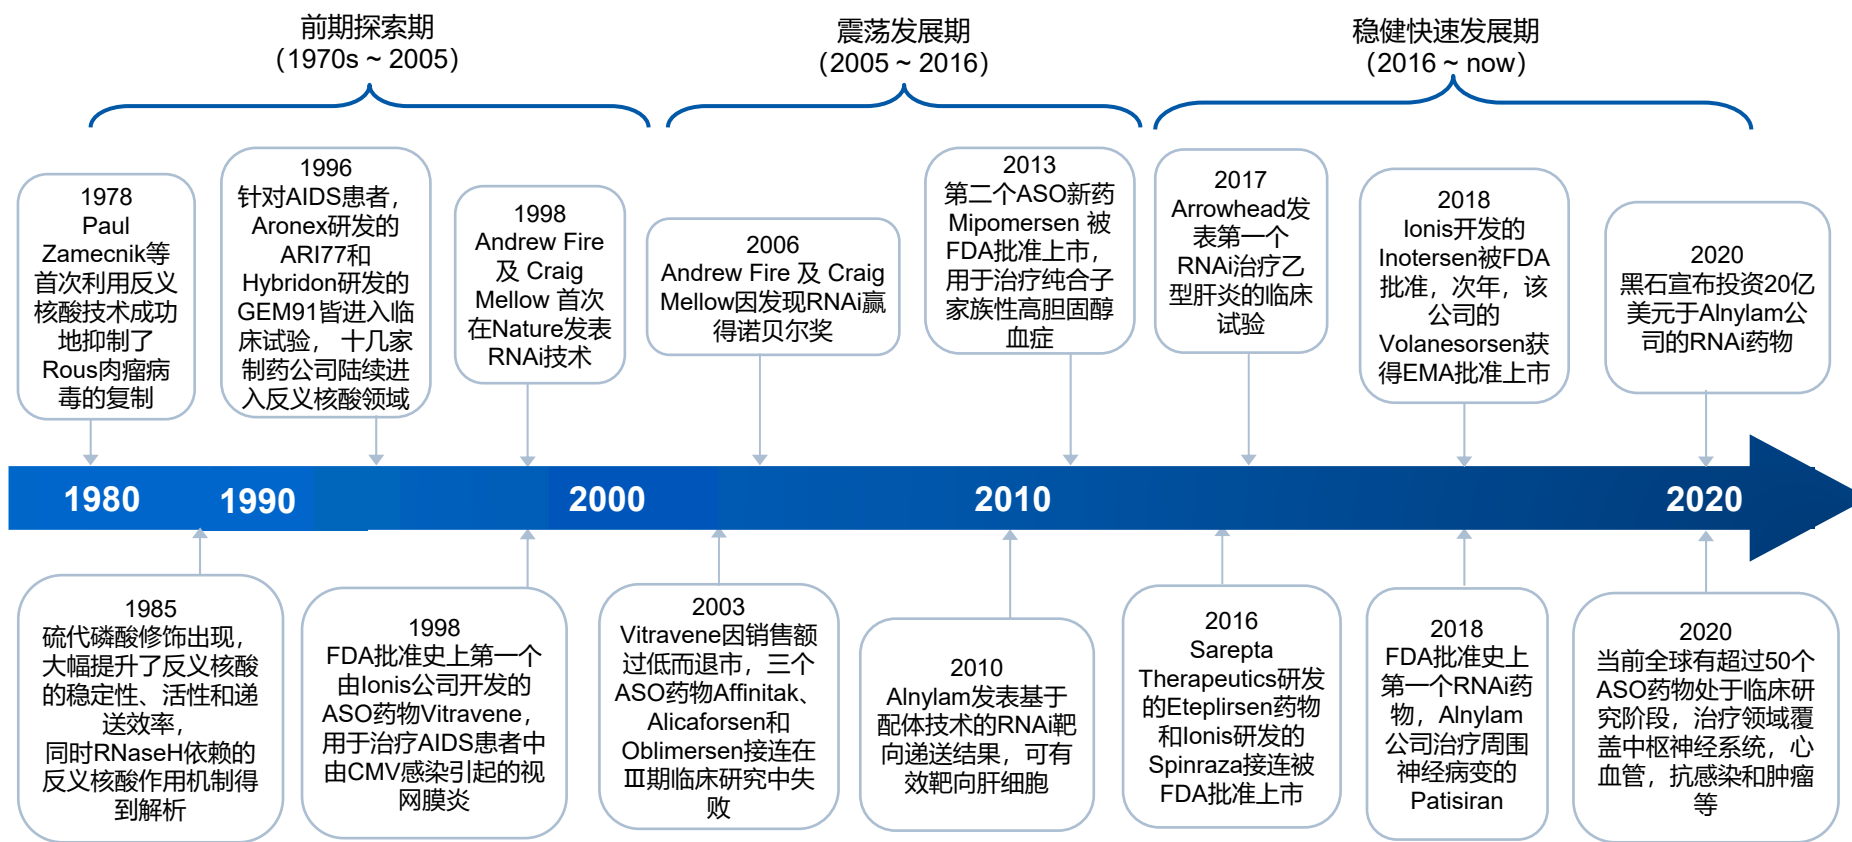 前期探索期
（1970s ~ 2005）
震荡发展期
（2005 ~ 2016）
稳健快速发展期
（2016 ~ now）
1978
Paul
Zamecnik等
首次利用反义
核酸技术成功
地抑制了
Rous肉瘤病
毒的复制
1996
针对AIDS患者，
Aronex研发的
ARI77和
Hybridon研发的
GEM91皆进入临
床试验， 十几家
制药公司陆续进
入反义核酸领域
1998
Andrew Fire
及 Craig
Mellow 首次
在Nature发表
RNAi技术
2006
Andrew Fire 及 Craig
Mellow因发现RNAi赢
得诺贝尔奖
2013
第二个ASO新药
Mipomersen 被
FDA批准上市，
用于治疗纯合子
家族性高胆固醇
血症
2017
Arrowhead发
表第一个
RNAi治疗乙
型肝炎的临床
试验
2018
Ionis开发的
Inotersen被FDA
批准，次年，该
公司的
Volanesorsen获
得EMA批准上市
2020
黑石宣布投资20亿
美元于Alnylam公
司的RNAi药物
1980
1990
2000
2010
2020
1985
硫代磷酸修饰出现，
大幅提升了反义核酸
的稳定性、活性和递
送效率，
同时RNaseH依赖的
反义核酸作用机制得
到解析
1998
FDA批准史上第一个
由Ionis公司开发的
ASO药物Vitravene，
用于治疗AIDS患者中
由CMV感染引起的视
网膜炎
2003
Vitravene因销售额
过低而退市，三个
ASO药物Affinitak、
Alicaforsen和
Oblimersen接连在
Ⅲ期临床研究中失
败
2010
Alnylam发表基于
配体技术的RNAi靶
向递送结果，可有
效靶向肝细胞
2016
Sarepta
Therapeutics研发
的Eteplirsen药物
和Ionis研发的
Spinraza接连被
FDA批准上市
2018
FDA批准史上
第一个RNAi药
物，Alnylam
公司治疗周围
神经病变的
Patisiran
2020
当前全球有超过50个
ASO药物处于临床研
究阶段，治疗领域覆
盖中枢神经系统，心
血管，抗感染和肿瘤
等